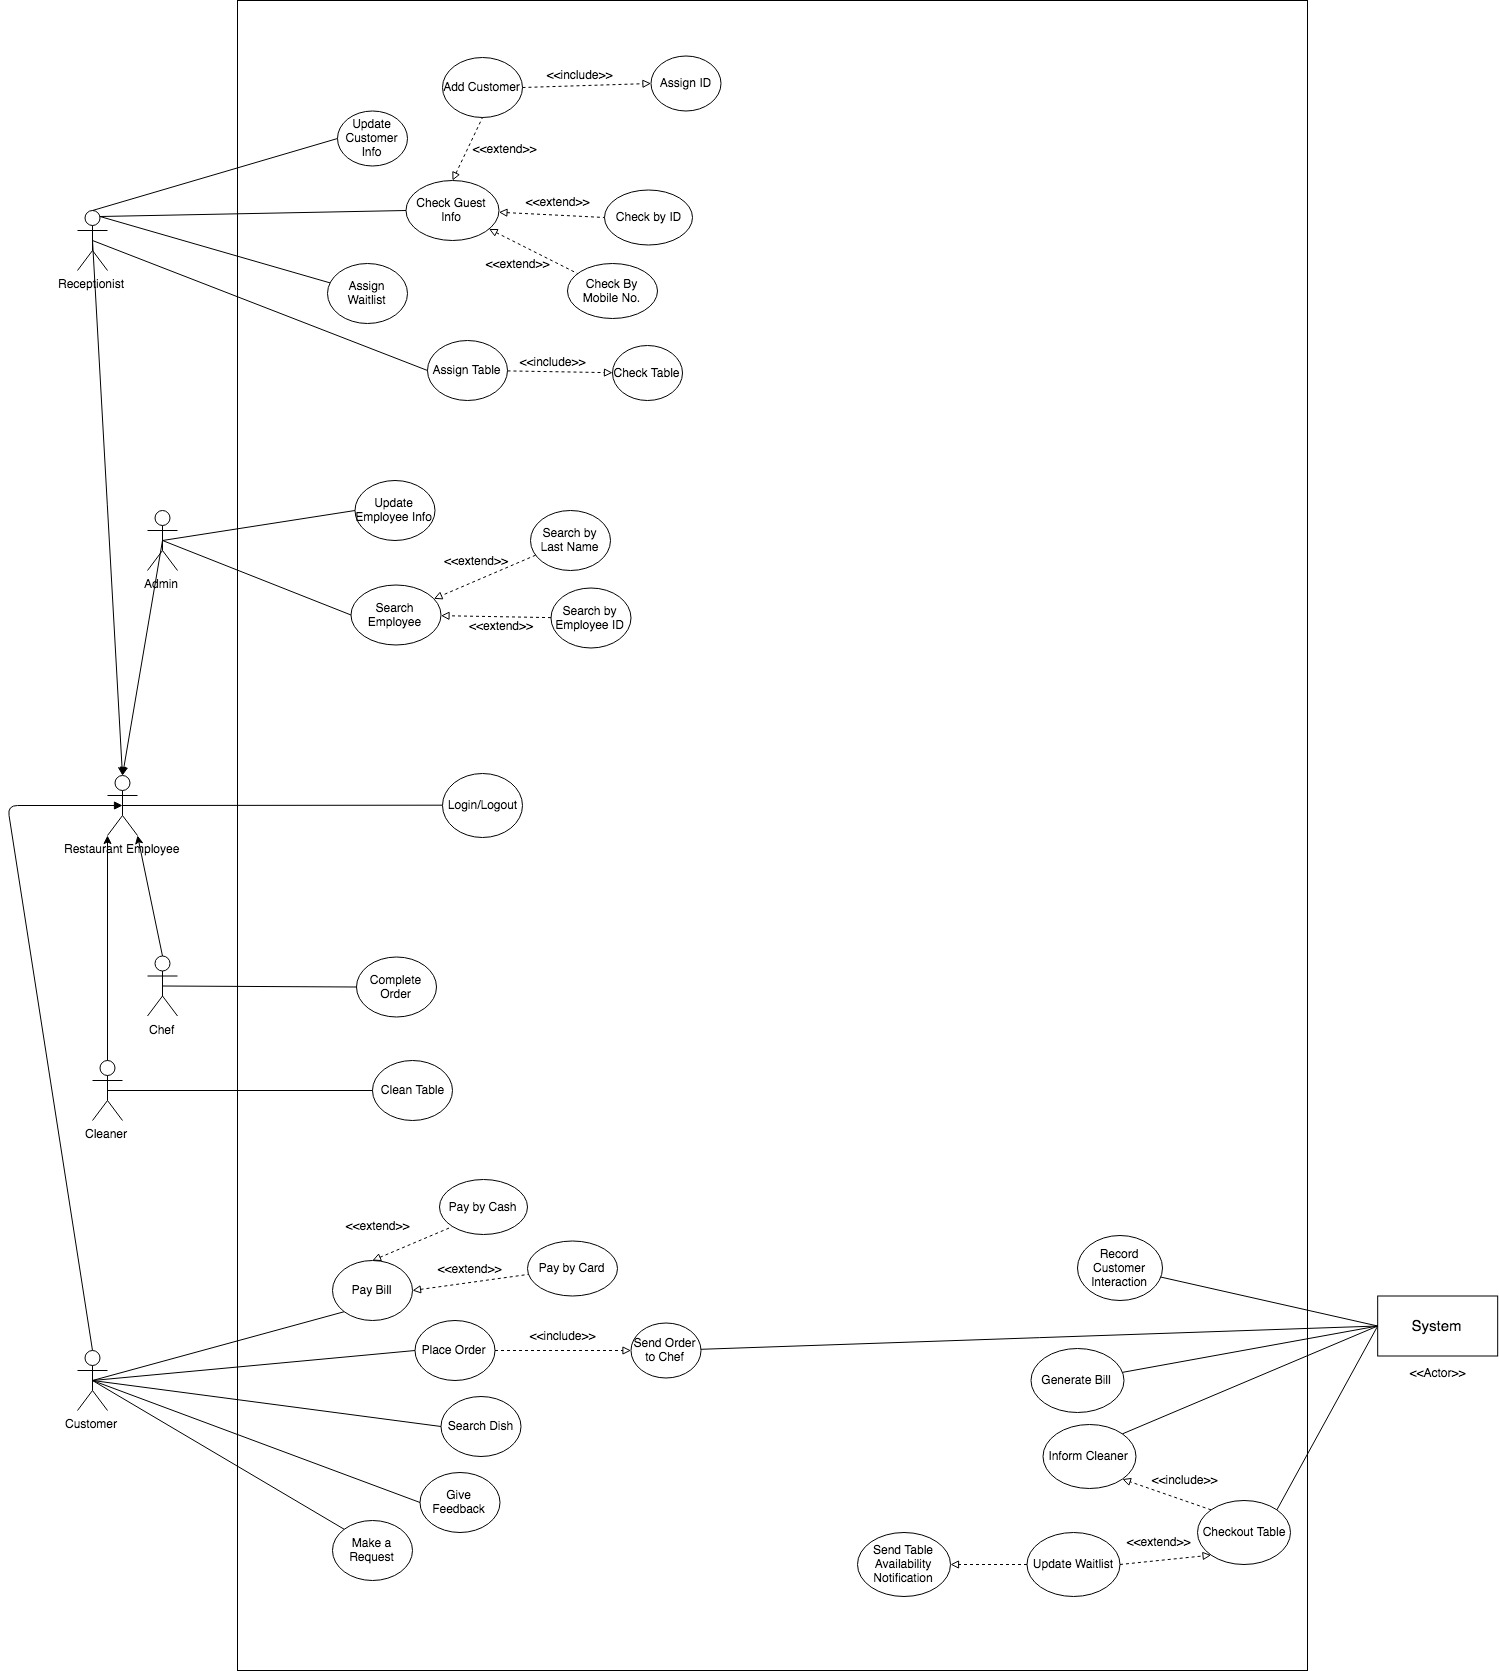 Add Customer
<<include>>
Assign ID
Update
Customer
Info
<<extend>>
Check Guest
Info
<<extend>>
Check by ID
Receptionist
<<extend>>
Assign
Waitlist
Check By
Mobile No.
Assign Table
<<include>>
Check Table
Update
Employee Info
Search by
Last Name
<<extend>>
Admin
Search
Employee
<<extend>>
Search by
Employee ID
Login/Logout
Restaurant Employee
Complete
Order
Chef
Clean Table
Cleaner
Pay by Cash
<<extend>>
<<extend>>
Pay by Card
Pay Bill
Record
Customer
Interaction
Place Order
<<include>>
Send Order
to Chef
System
<<Actor>>
Generate Bill
Customer
Search Dish
Inform Cleaner
<<include>>
Give
Feedback
Checkout Table
Make a
Request
<<extend>>
Send Table
Availability
Notification
Update Waitlist